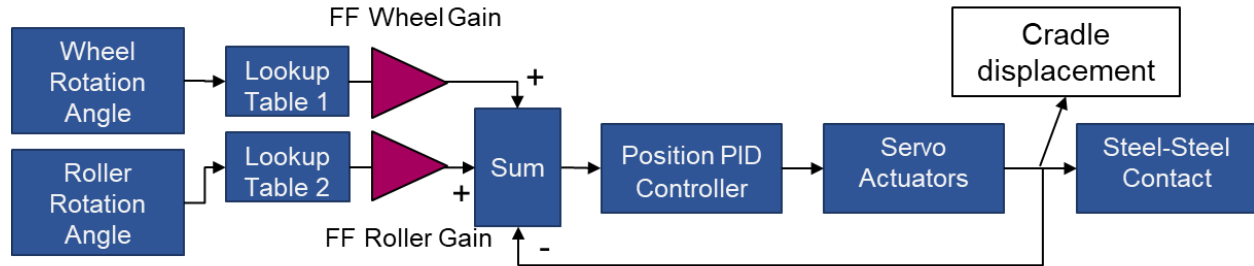 FF Wheel Gain
Wheel
Rotation
Angle
Lookup
Table 1
+
Cradle
displacement
Roller
Rotation
Angle
Lookup
Table 2
+
FF Roller Gain
Sum
-
Position PID
Controller
Servo
Actuators
Steel-Steel
Contact